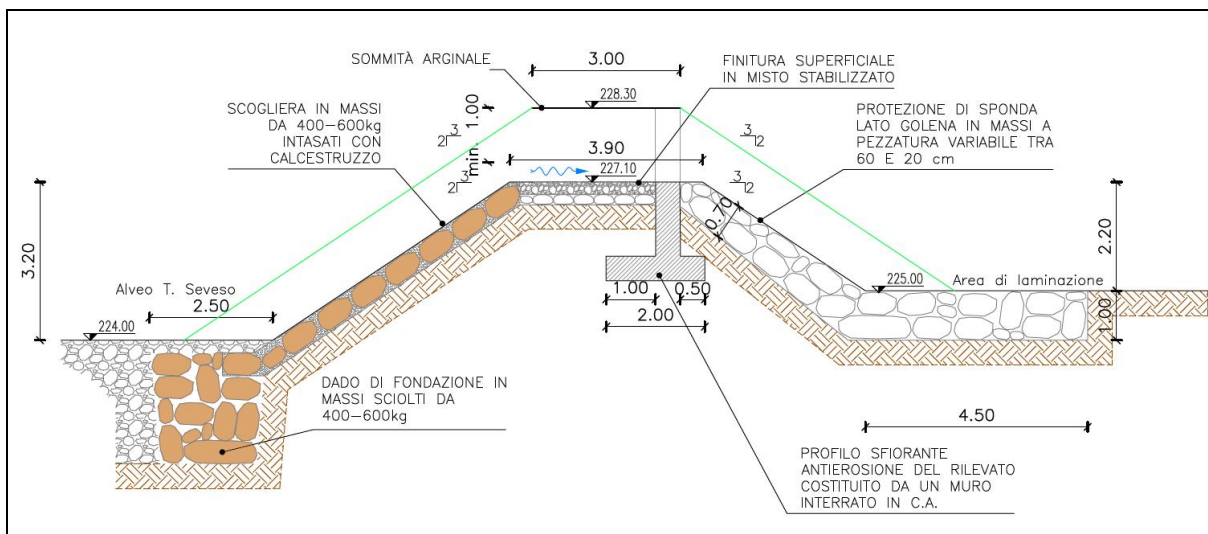 SOMMITÀ ARGINALE
3.00
FINITURA SUPERFICIALE
IN MISTO STABILIZZATO
SCOGLIERA IN MASSI
DA 400-600kg
INTASATI CON
CALCESTRUZZO
228.30
min. 1.00
3
2
3
2
PROTEZIONE DI SPONDA
LATO GOLENA IN MASSI A
PEZZATURA VARIABILE TRA
60 E 20 cm
3.90
3
2
227.10
3
2
0.70
3.20
2.20
Alveo T. Seveso
2.50
224.00
1.00
0.50
2.00
225.00
Area di laminazione
1.00
DADO DI FONDAZIONE IN
MASSI SCIOLTI DA
400-600kg
4.50
PROFILO SFIORANTE
ANTIEROSIONE DEL RILEVATO
COSTITUITO DA UN MURO
INTERRATO IN C.A.